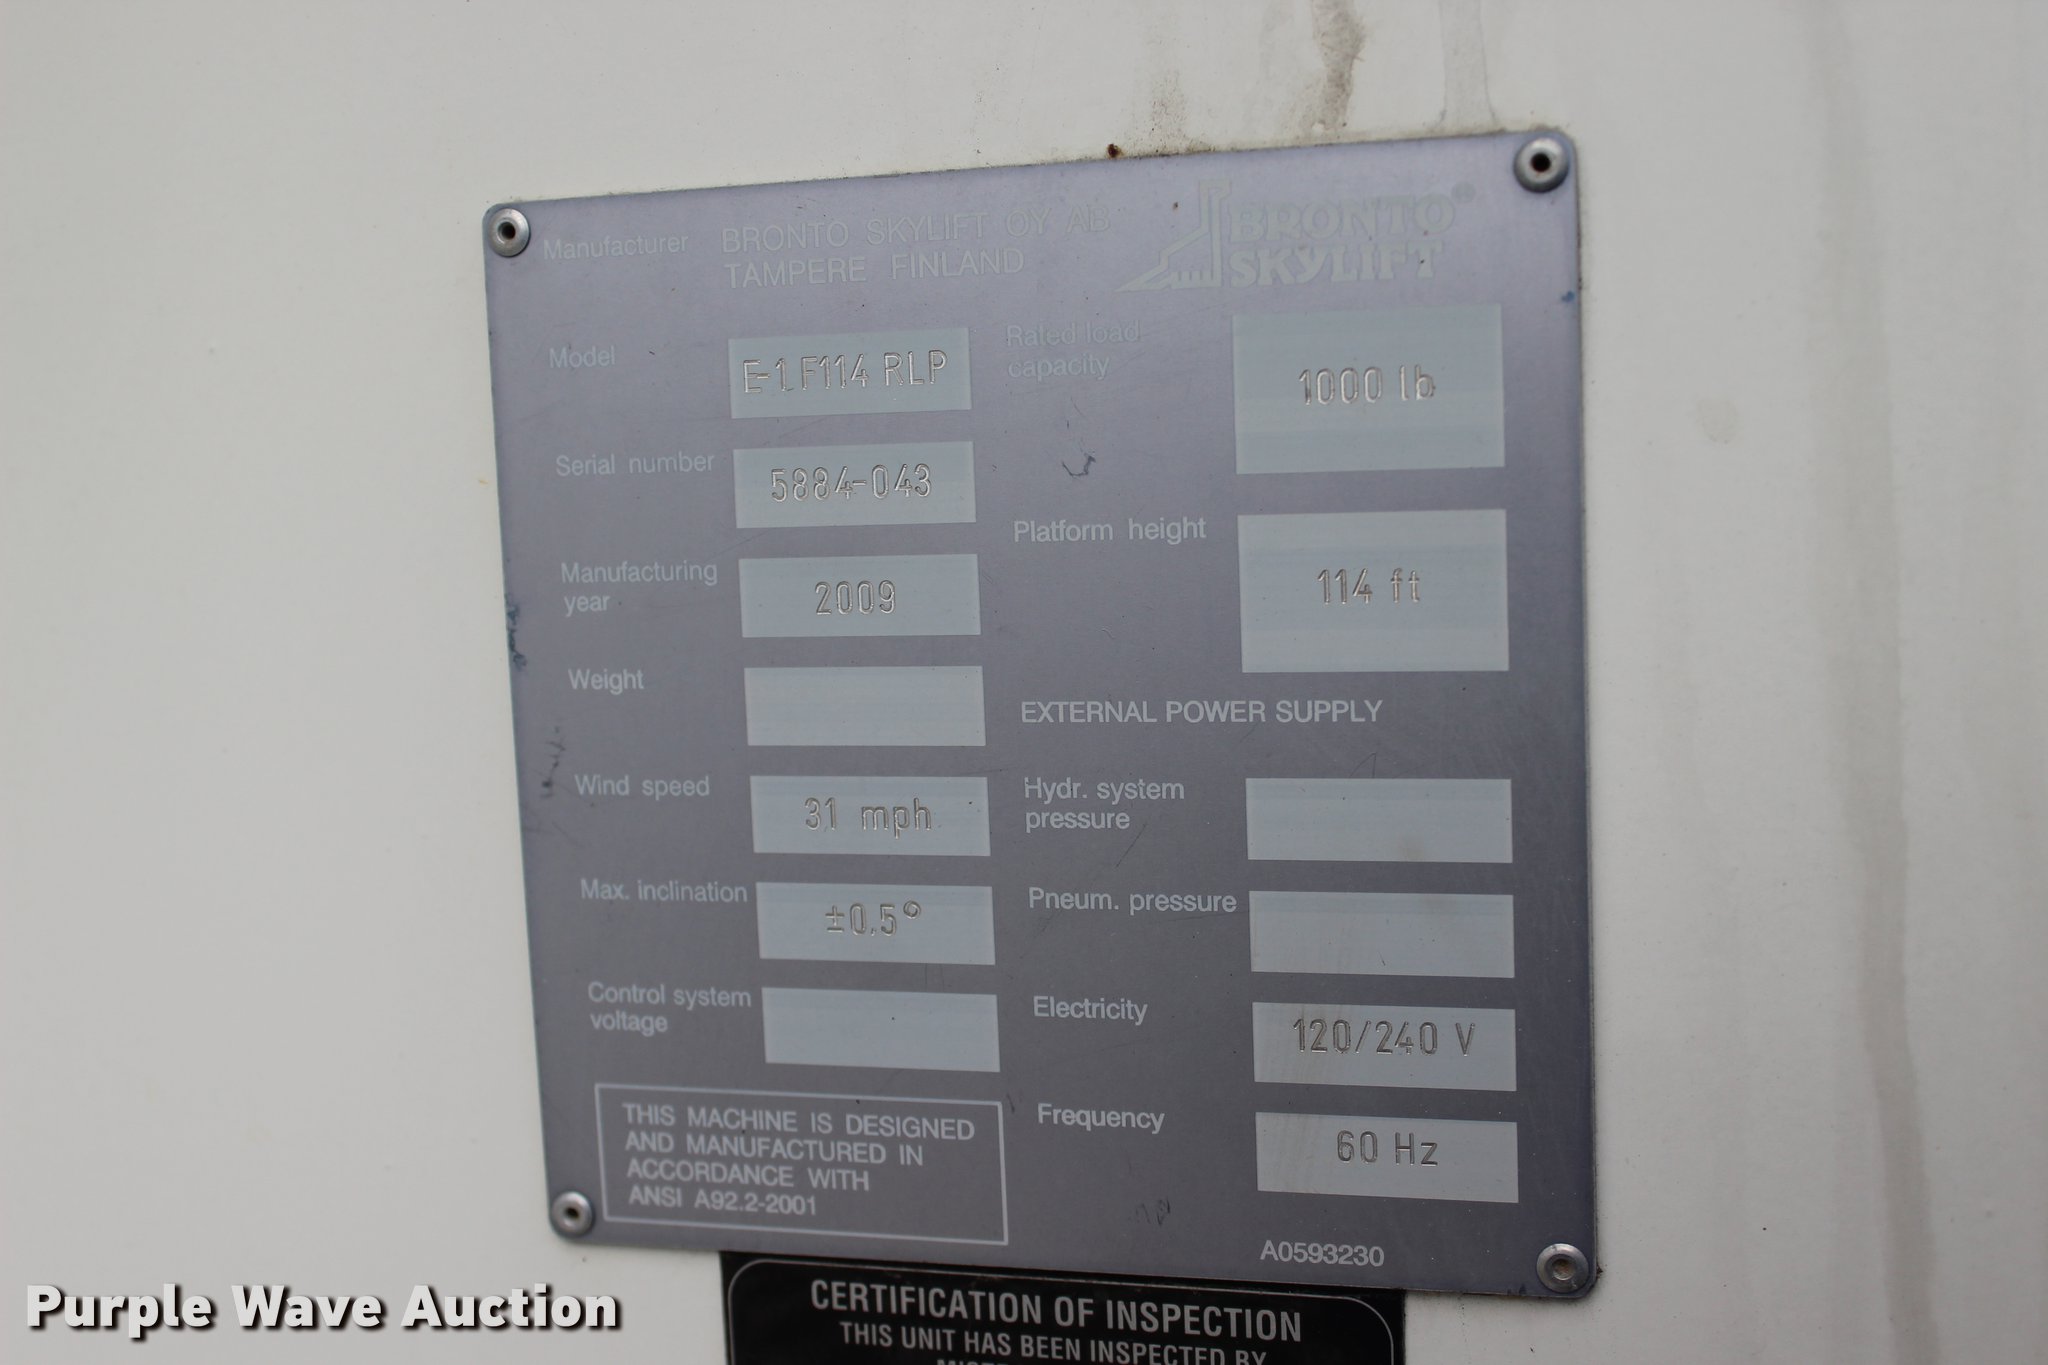 Manufacturer BRONTO SKYLIFT OY AB
TAMPERE FINLAND
BRONTO®
SKYLIFT
Model E-1 F114 RLP
Serial number 5884-043
Manufacturing
year 2009
Weight
Wind speed 31 mph
Max. inclination ±0.5°
Control system
voltage
THIS MACHINE IS DESIGNED
AND MANUFACTURED IN
ACCORDANCE WITH
ANSI A92.2-2001
Rated load
capacity 1000 lb
Platform height 114 ft
EXTERNAL POWER SUPPLY
Hydr. system
pressure
Pneum. pressure
Electricity 120/240 V
Frequency 60 Hz
A0593230
CERTIFICATION OF INSPECTION
THIS UNIT HAS BEEN INSPECTED BY
Purple Wave Auction